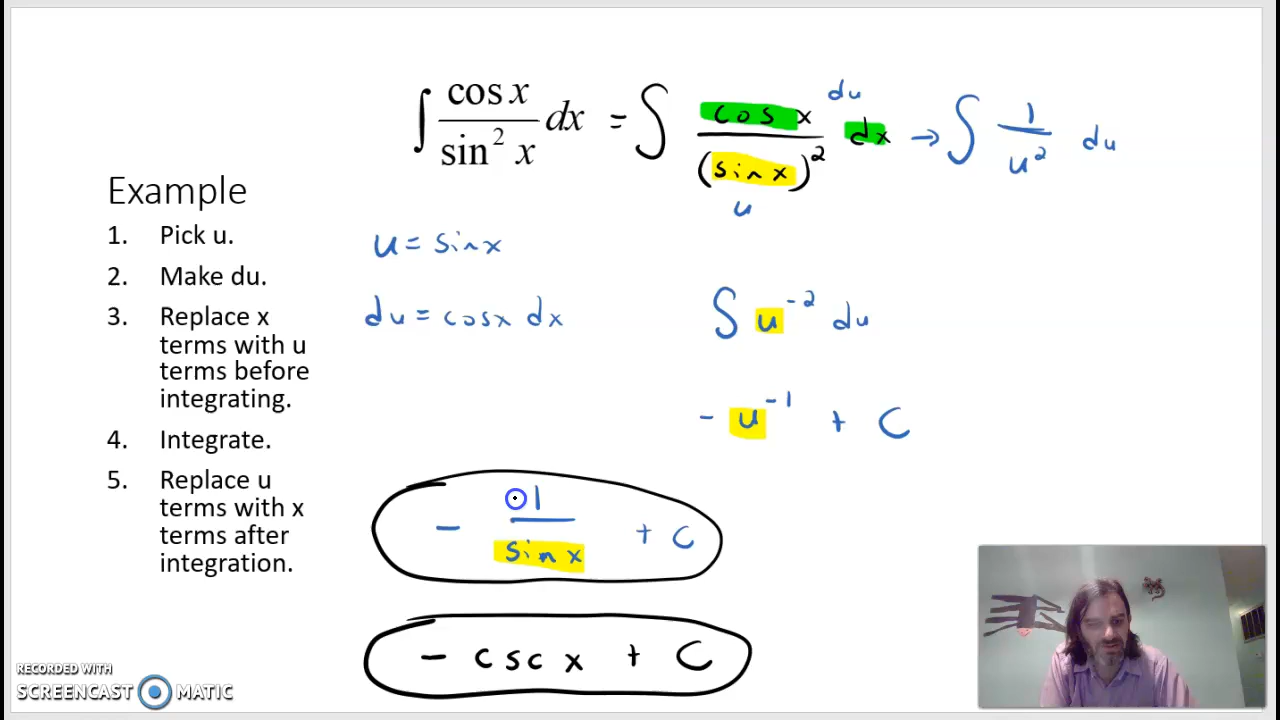 ∫ cos x / sin² x dx = ∫ cos x / (sin x)² dx → ∫ 1 / u² du
du
u
Example
1. Pick u.
2. Make du.
3. Replace x
terms with u
terms before
integrating.
4. Integrate.
5. Replace u
terms with x
terms after
integration.
u = sin x
du = cosx dx
∫ u⁻² du
- u⁻¹ + C
- 1 / sin x + C
- csc x + C
RECORDED WITH
SCREENCAST MATIC